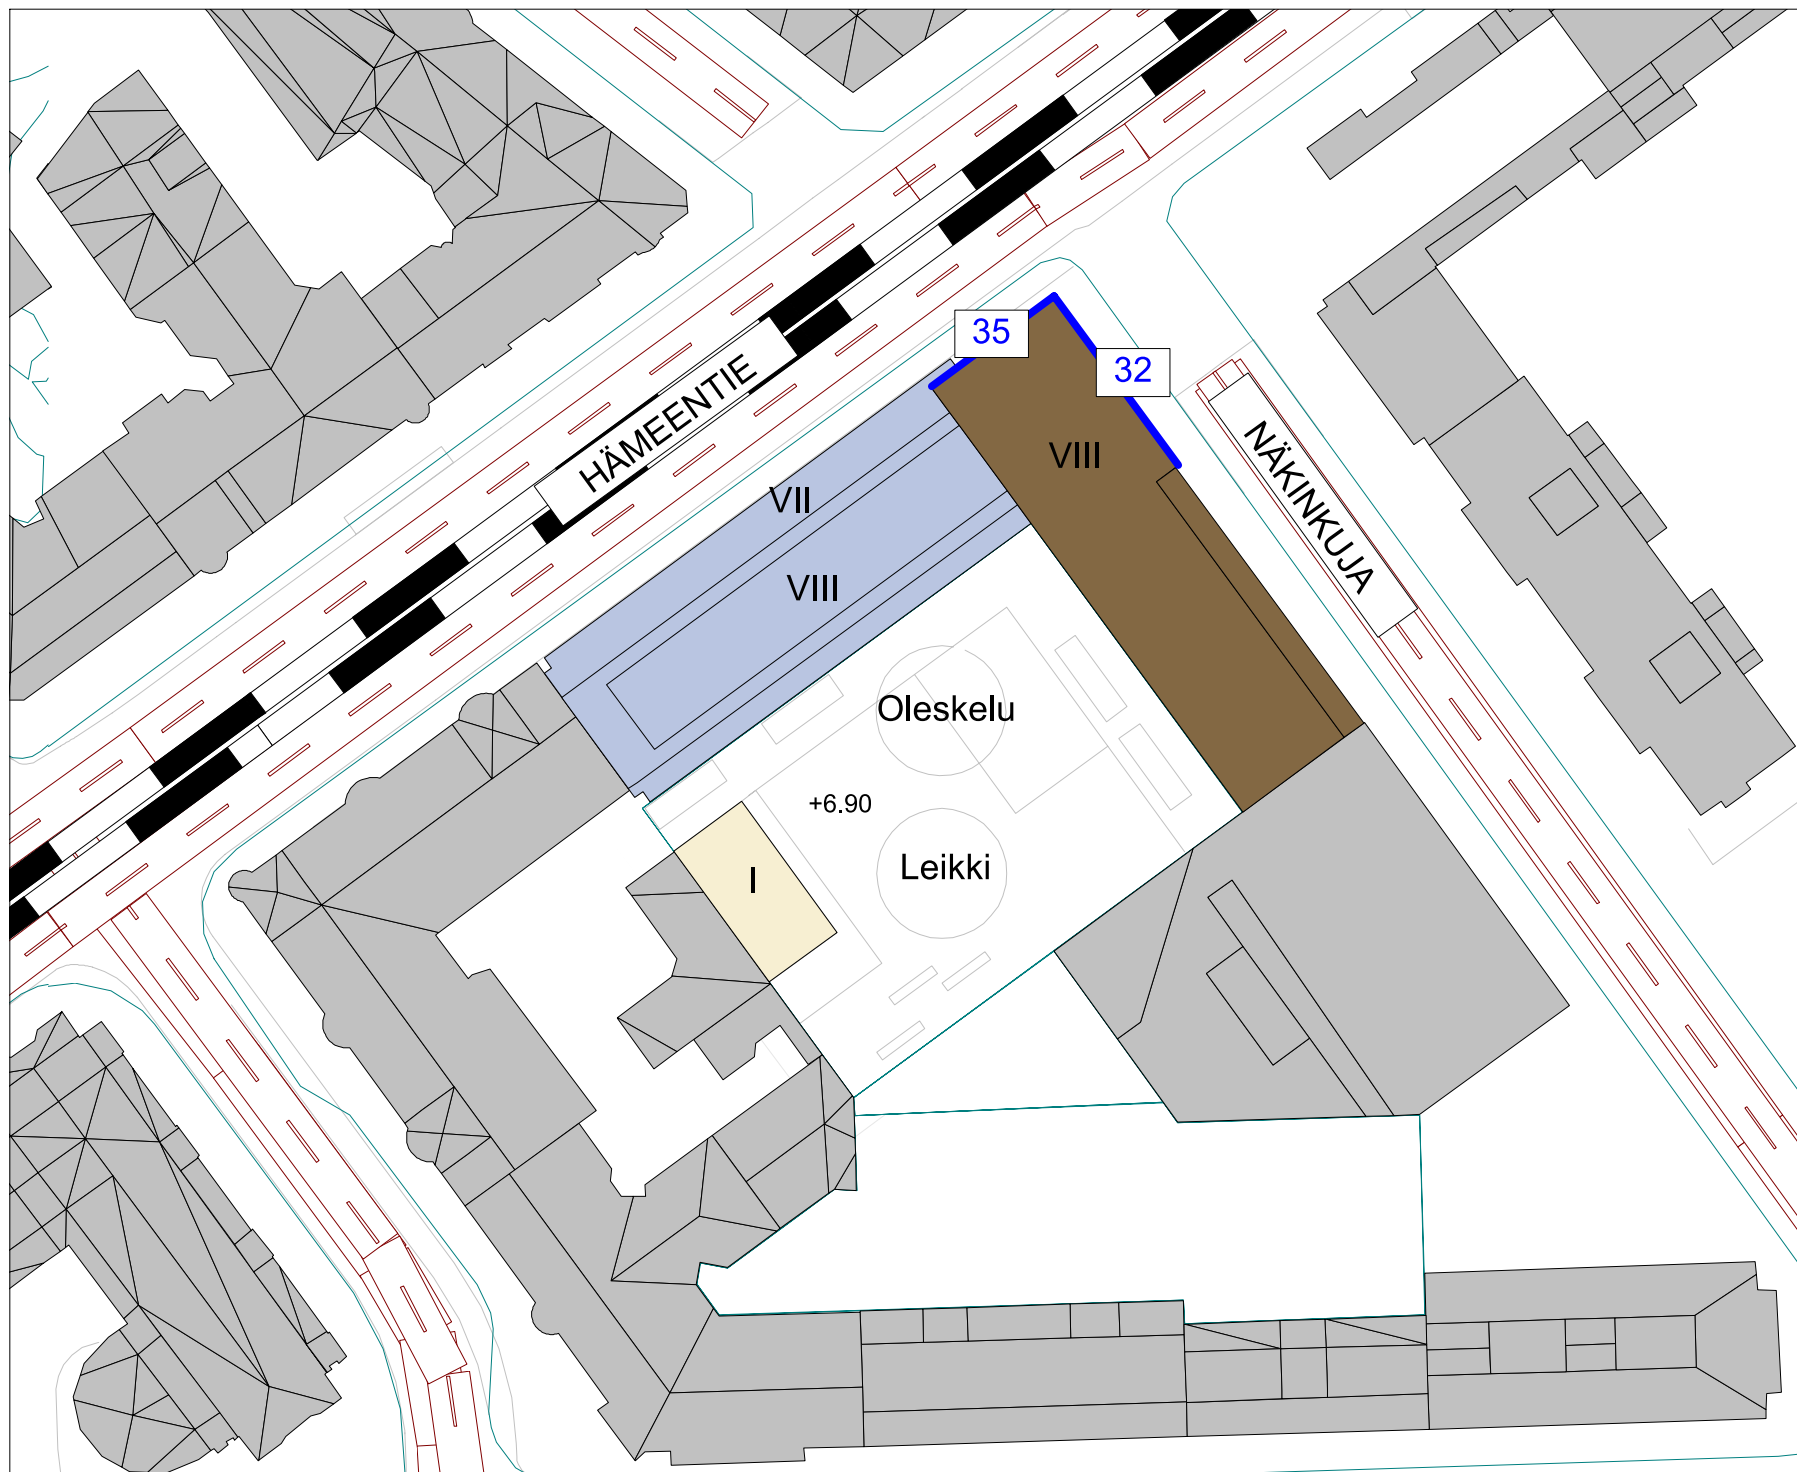 35
32
HÄMEENTIE
VIII
NÄKINKUJA
VII
VIII
Oleskelu
+6.90
Leikki
I